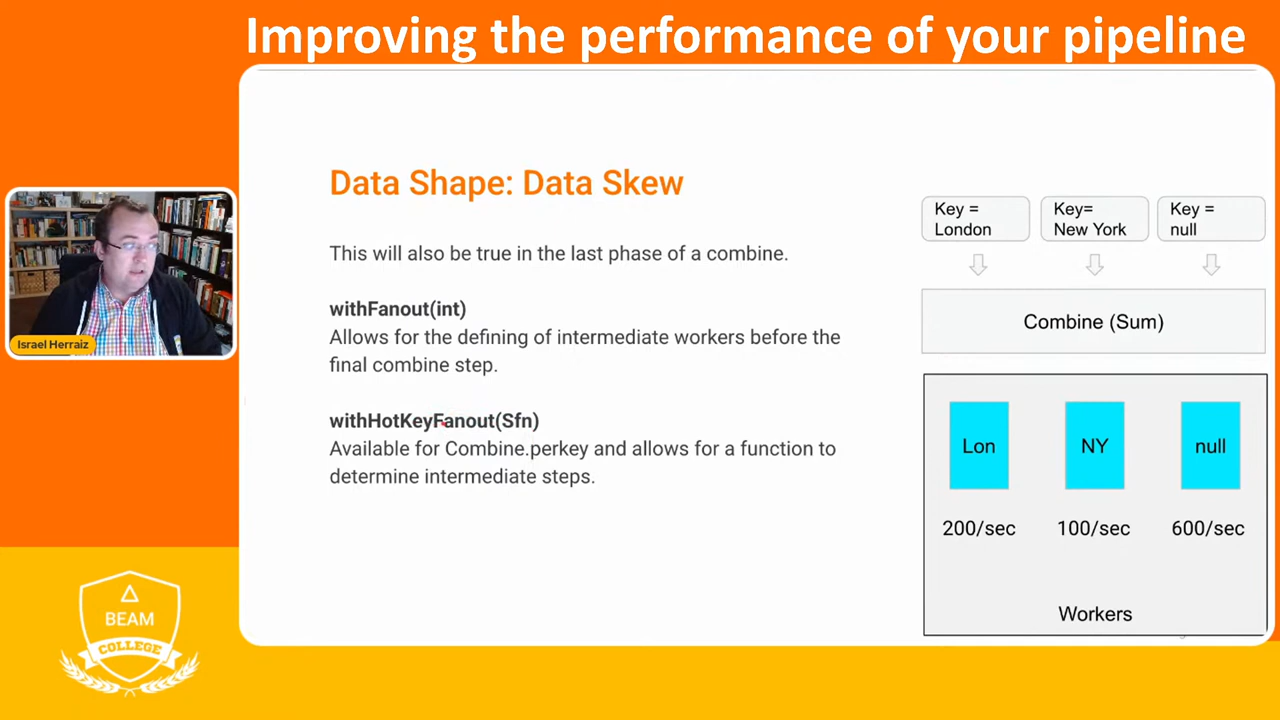 Improving the performance of your pipeline
Data Shape: Data Skew
This will also be true in the last phase of a combine.
withFanout(int)
Allows for the defining of intermediate workers before the
final combine step.
withHotKeyFanout(Sfn)
Available for Combine.perkey and allows for a function to
determine intermediate steps.
Key =
London
Key=
New York
Key =
null
Combine (Sum)
Lon
NY
null
200/sec
100/sec
600/sec
Workers
Israel Herraiz
BEAM
COLLEGE